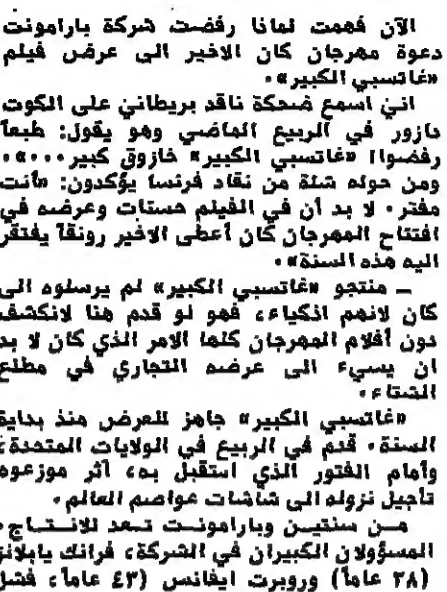 الآن فهمت لماذا رفضت شركة بارامونت
دعوة مهرجان كان الاخير الى عرض فيلم
«غاتسبي الكبير».
اني اسمع ضحكة ناقد بريطاني على الكوت
دازور في الربيع الماضي وهو يقول: طبعاً
رفضوا! «غاتسبي الكبير» خازوق كبير...».
ومن حوله شلة من نقاد فرنسا يؤكدون: «أنت
مفتر. لا بد أن في الفيلم حسنات وعرضه في
افتتاح المهرجان كان أعطى الاخير رونقاً يفتقر
اليه هذه السنة».
ــ منتجو «غاتسبي الكبير» لم يرسلوه الى
كان لانهم اذكياء، فهو لو قدم هنا لانكشف
دون أفلام المهرجان كلها الامر الذي كان لا بد
ان يسيء الى عرضه التجاري في مطلع
الشتاء.
«غاتسبي الكبير» جاهز للعرض منذ بداية
السنة. قدم في الربيع في الولايات المتحدة،
وأمام الفتور الذي استقبل به، آثر موزعوه
تأجيل نزوله الى شاشات عواصم العالم.
من سنتين وبارامونت تعد للانتاج.
المسؤولان الكبيران في الشركة، فرانك يابلانز
(٣٨ عاماً) وروبرت ايفانس (٤٣ عاماً)، فشل